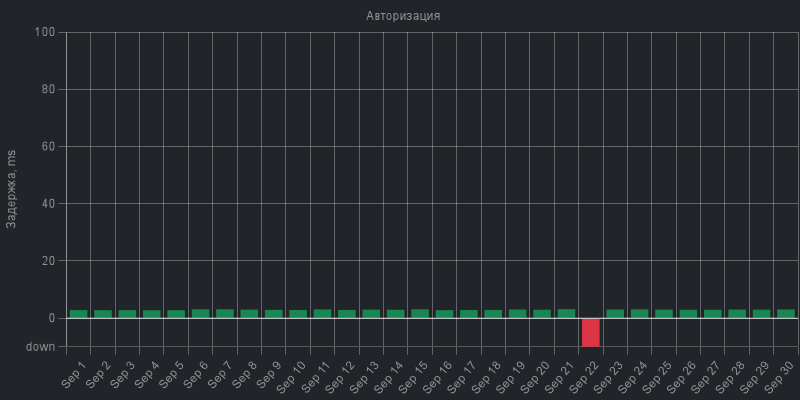 Авторизация
Задержка, ms
100
80
60
40
20
0
down
Sep 1
Sep 2
Sep 3
Sep 4
Sep 5
Sep 6
Sep 7
Sep 8
Sep 9
Sep 10
Sep 11
Sep 12
Sep 13
Sep 14
Sep 15
Sep 16
Sep 17
Sep 18
Sep 19
Sep 20
Sep 21
Sep 22
Sep 23
Sep 24
Sep 25
Sep 26
Sep 27
Sep 28
Sep 29
Sep 30